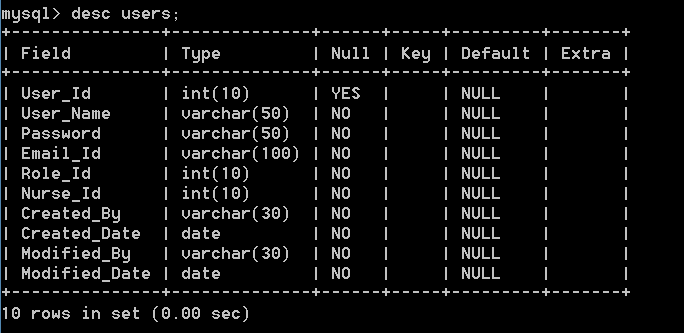 mysql> desc users;
+---------------+--------------+------+-----+---------+-------+
| Field         | Type         | Null | Key | Default | Extra |
+---------------+--------------+------+-----+---------+-------+
| User_Id       | int(10)      | YES  |     | NULL    |       |
| User_Name     | varchar(50)  | NO   |     | NULL    |       |
| Password      | varchar(50)  | NO   |     | NULL    |       |
| Email_Id      | varchar(100) | NO   |     | NULL    |       |
| Role_Id       | int(10)      | NO   |     | NULL    |       |
| Nurse_Id      | int(10)      | NO   |     | NULL    |       |
| Created_By    | varchar(30)  | NO   |     | NULL    |       |
| Created_Date  | date         | NO   |     | NULL    |       |
| Modified_By   | varchar(30)  | NO   |     | NULL    |       |
| Modified_Date | date         | NO   |     | NULL    |       |
+---------------+--------------+------+-----+---------+-------+
10 rows in set (0.00 sec)